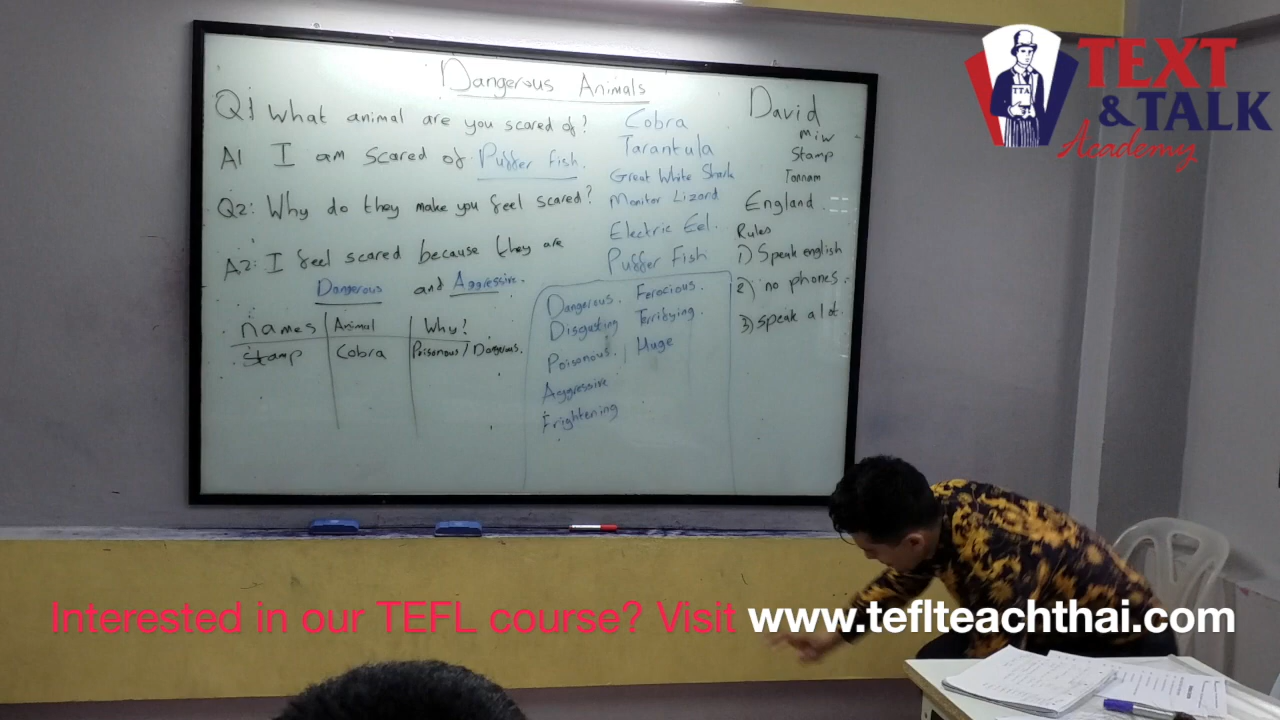 Dangerous Animals
Q1 What animal are you scared of?
A1 I am scared of Puffer fish.
Q2: Why do they make you feel scared?
A2: I feel scared because they are
Dangerous and Aggressive.
names Animal Why?
Stamp Cobra Poisonous / Dangerous.
Cobra
Tarantula
Great White Shark
Monitor Lizard
Electric Eel.
Puffer Fish
Dangerous. Ferocious.
Disgusting Terrifying.
Poisonous. Huge
Aggressive
Frightening
David
Miw
Stamp
Tannam
England
Rules
1) Speak english
2) no phones.
3) speak a lot.
TEXT
& TALK
Academy
TTA
Interested in our TEFL course? Visit www.teflteachthai.com